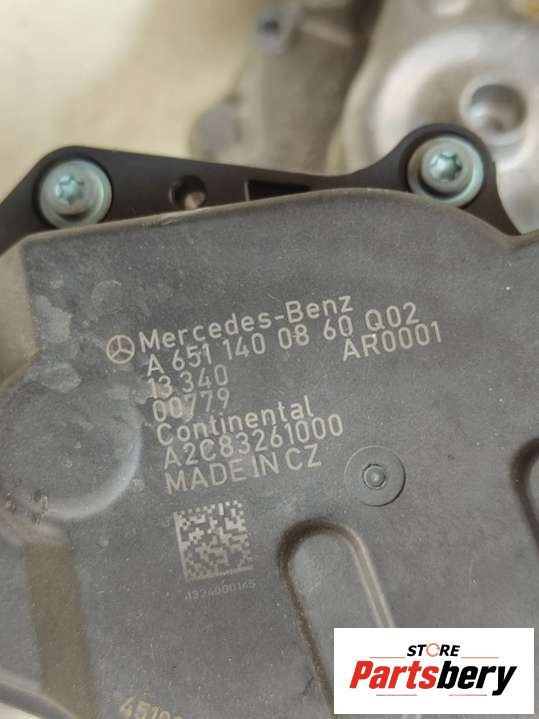 Mercedes-Benz
A 651 140 08 60 Q02
13 340 AR0001
00779
Continental
A2C83261000
MADE IN CZ
STORE
Partsbery